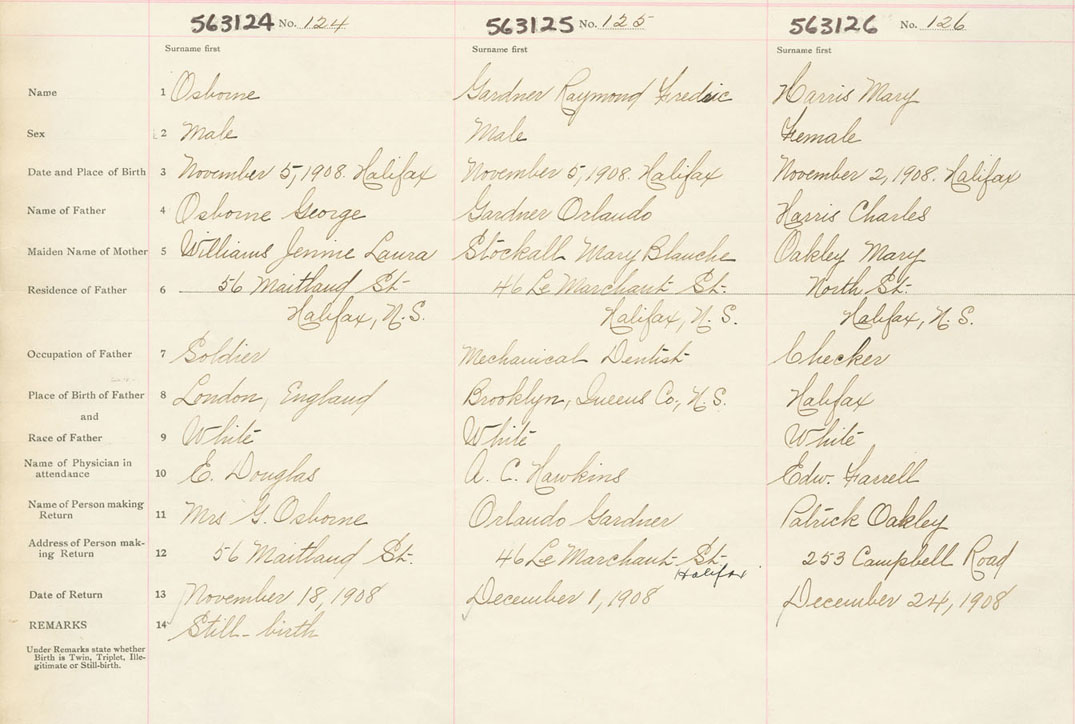 563124 No. 124 563125 No. 125 563126 No. 126
Surname first Surname first Surname first
Name 1 Osborne Gardner Raymond Fredric Harris Mary
Sex 2 Male Male Female
Date and Place of Birth 3 November 5, 1908. Halifax November 5, 1908. Halifax November 2, 1908. Halifax
Name of Father 4 Osborne George Gardner Orlando Harris Charles
Maiden Name of Mother 5 Williams Jennie Laura Stockall Mary Blanche Oakley Mary
Residence of Father 6 56 Maitland St. 46 Le Marchant St. North St.
Halifax, N.S. Halifax, N.S. Halifax, N.S.
Occupation of Father 7 Soldier Mechanical Dentist Checker
Place of Birth of Father 8 London, England Brooklyn, Queens Co., N.S. Halifax
and
Race of Father 9 White White White
Name of Physician in
attendance 10 E. Douglas A. C. Hawkins Edw. Farrell
Name of Person making
Return 11 Mrs G. Osborne Orlando Gardner Patrick Oakley
Address of Person mak-
ing Return 12 56 Maitland St. 46 Le Marchant St. 253 Campbell Road
Halifax
Date of Return 13 November 18, 1908 December 1, 1908 December 24, 1908
REMARKS 14 Still-birth
Under Remarks state whether
Birth is Twin, Triplet, Ille-
gitimate or Still-birth.